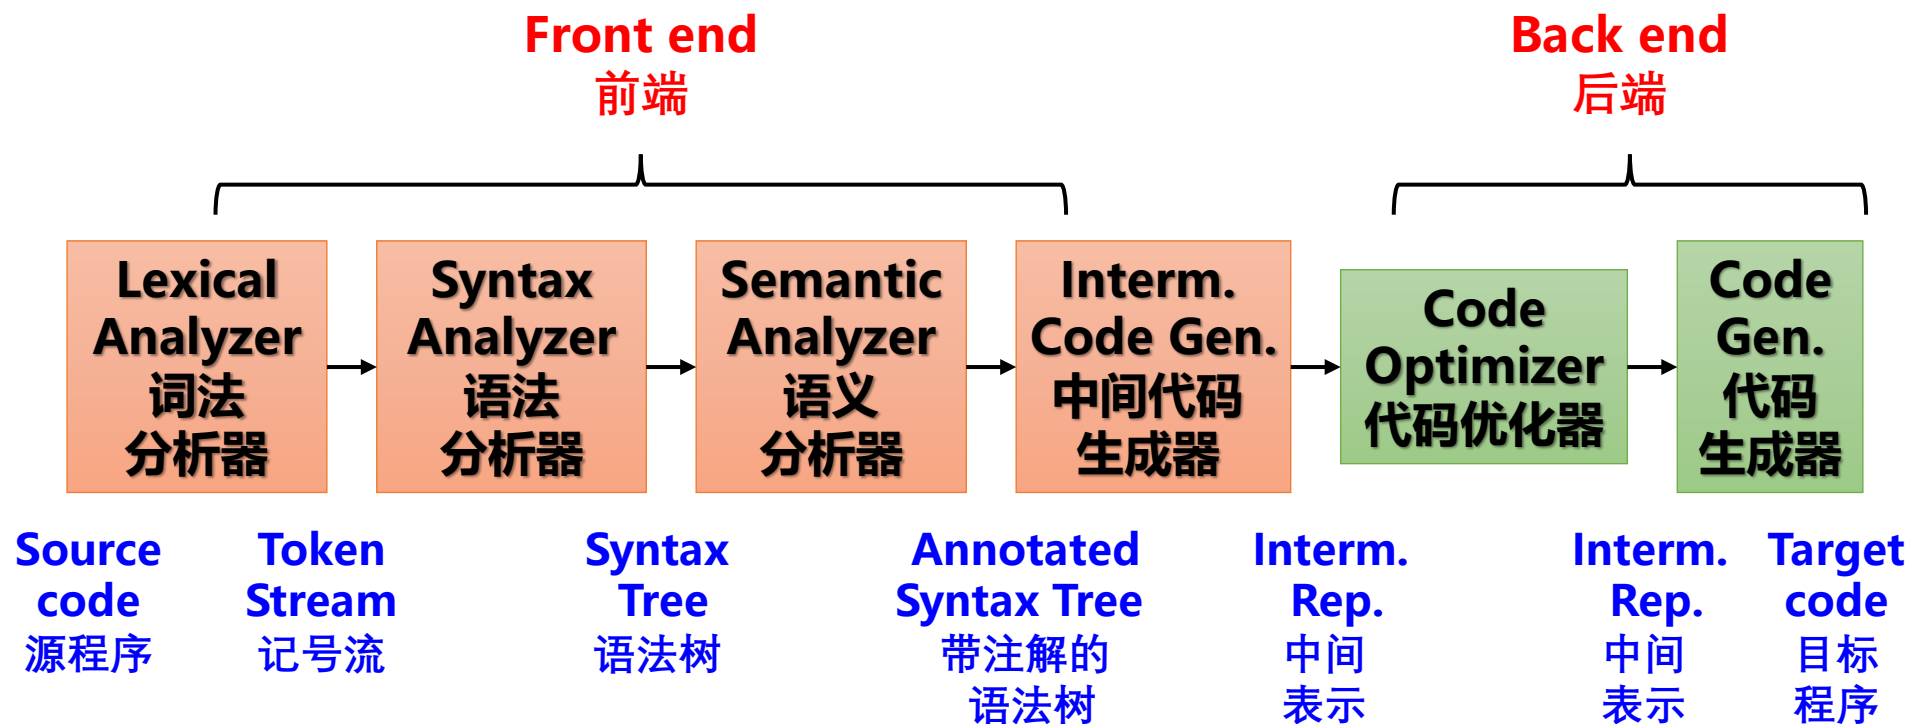 Front end
前端
Back end
后端
Lexical
Analyzer
词法
分析器
Syntax
Analyzer
语法
分析器
Semantic
Analyzer
语义
分析器
Interm.
Code Gen.
中间代码
生成器
Code
Optimizer
代码优化器
Code
Gen.
代码
生成器
Source
code
源程序
Token
Stream
记号流
Syntax
Tree
语法树
Annotated
Syntax Tree
带注解的
语法树
Interm.
Rep.
中间
表示
Interm.
Rep.
中间
表示
Target
code
目标
程序